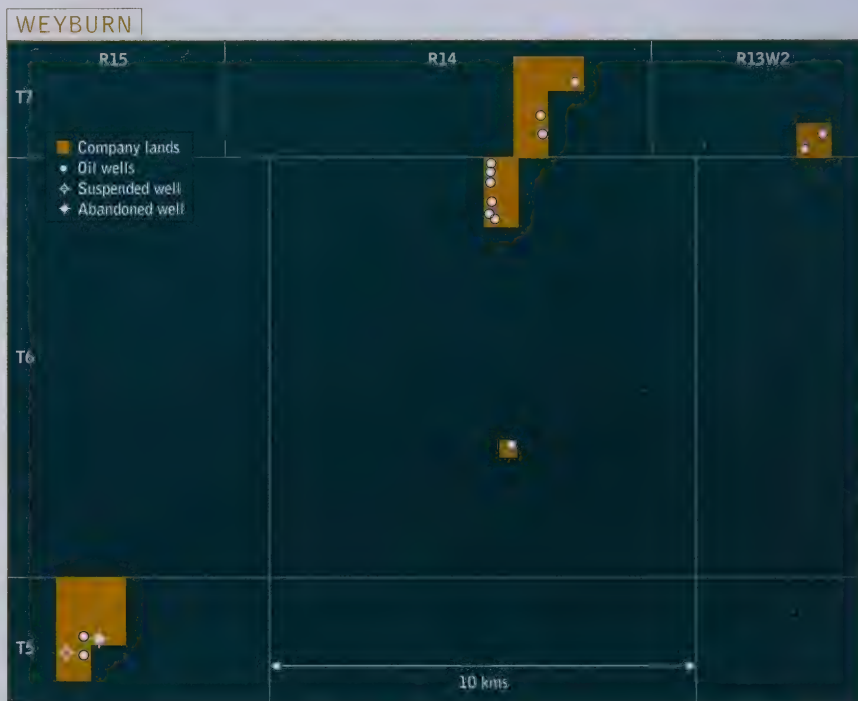 WEYBURN
R15 R14 R13W2
T7
Company lands
Oil wells
Suspended well
Abandoned well
T6
T5
10 kms